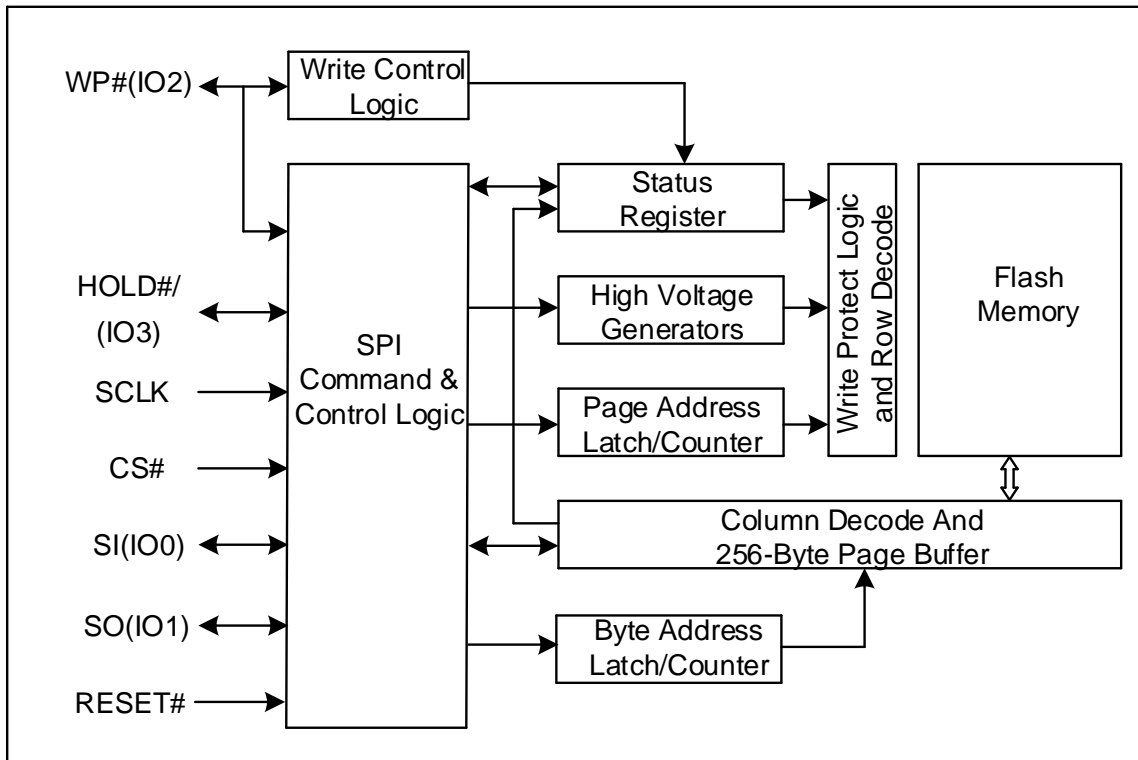 WP#(IO2)
Write Control
Logic
Status
Register
HOLD#/
(IO3)
High Voltage
Generators
Write Protect Logic
and Row Decode
Flash
Memory
SPI
Command &
Control Logic
SCLK
Page Address
Latch/Counter
CS#
SI(IO0)
Column Decode And
256-Byte Page Buffer
SO(IO1)
Byte Address
Latch/Counter
RESET#